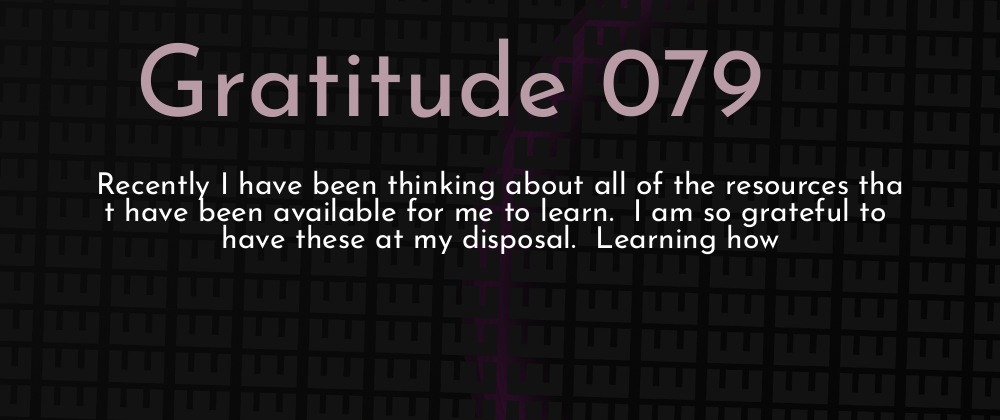 Gratitude 079
Recently I have been thinking about all of the resources tha
t have been available for me to learn.  I am so grateful to
have these at my disposal.  Learning how